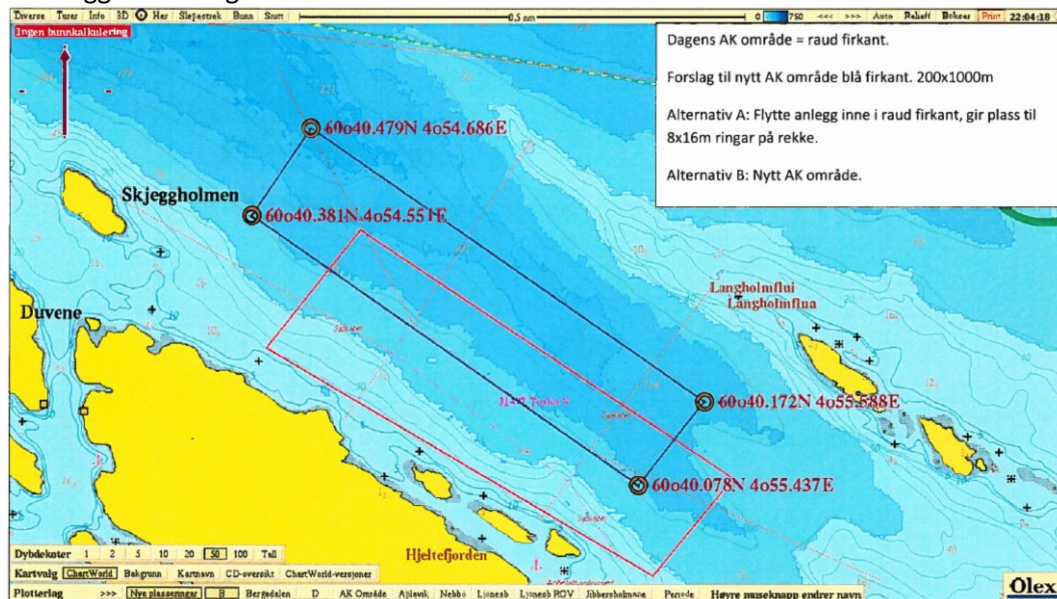 Diverse Turer Info 3D Her Slepestrek Bunn Snitt 0.5 nm 0 750 <<< >>> Auto Relieff Bokser Print 22:04:18
Ingen bunnkalkulering
Dagens AK område = raud firkant.
Forslag til nytt AK område blå firkant. 200x1000m
Alternativ A: Flytte anlegg inne i raud firkant, gir plass til
8x16m ringar på rekke.
Alternativ B: Nytt AK område.
60o40.479N 4o54.686E
Skjeggholmen
60o40.381N 4o54.551E
Langholmflui
Langholmflua
Duvene
60o40.172N 4o55.588E
60o40.078N 4o55.437E
Hjeltefjorden
Dybdekoter 1 2 5 10 20 50 100 Tall
Kartvalg ChartWorld Bakgrunn Kartnavn CD-oversikt ChartWorld-versjoner
Plotterlag >>> Nye plasseringar B Bergadalen D AK Område Aplavik Nebbo Ljonesb Ljonesb ROV Jibbersholmane Periode Høyre museknapp endrer navn
Olex